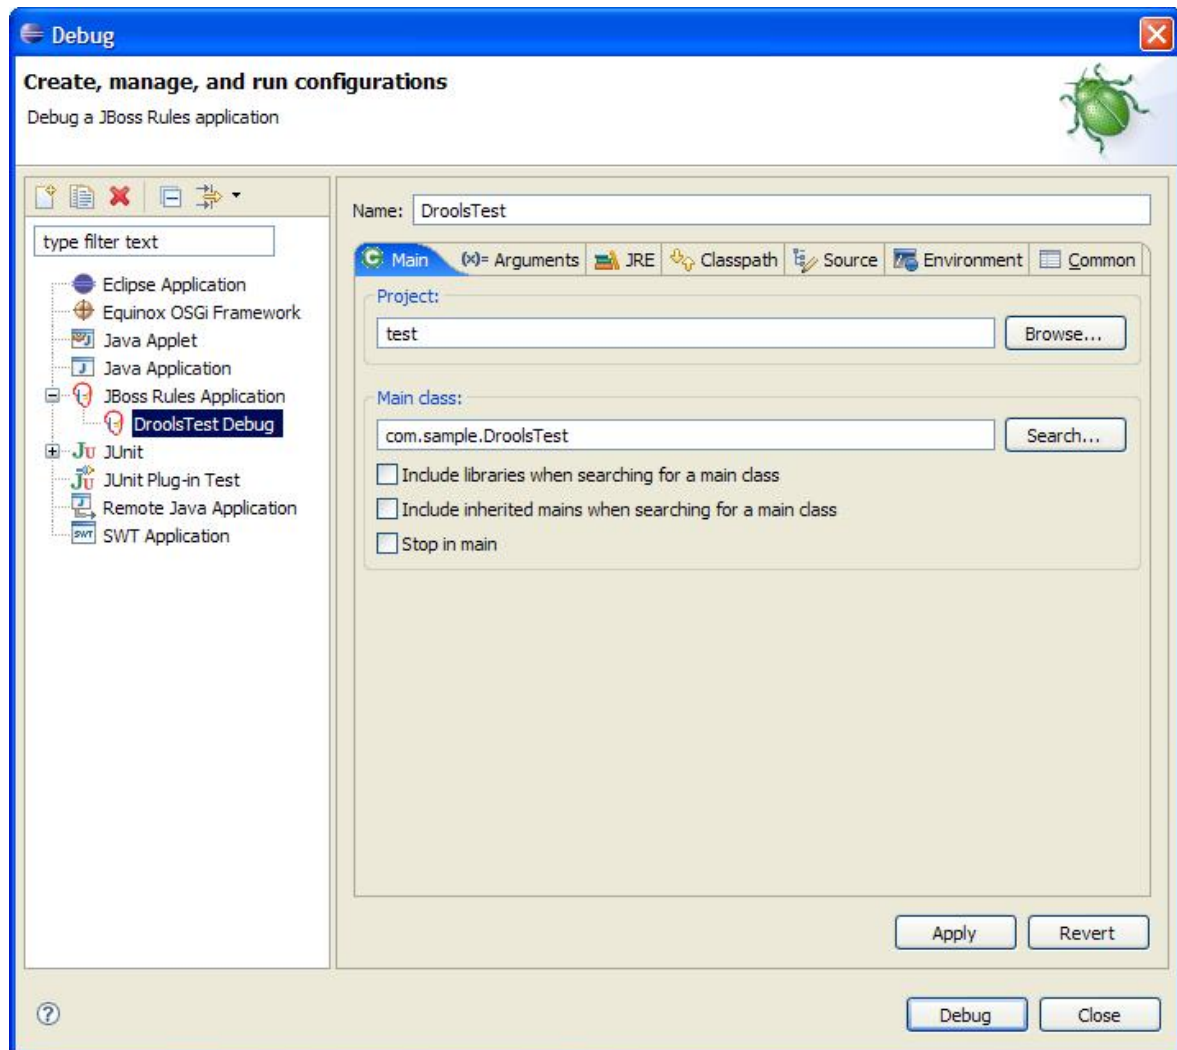 Debug
Create, manage, and run configurations
Debug a JBoss Rules application
type filter text
Eclipse Application
Equinox OSGi Framework
Java Applet
Java Application
JBoss Rules Application
DroolsTest Debug
JU JUnit
JU JUnit Plug-in Test
Remote Java Application
SWT SWT Application
Name: DroolsTest
C Main (x)= Arguments JRE Classpath Source Environment Common
Project:
test Browse...
Main class:
com.sample.DroolsTest Search...
Include libraries when searching for a main class
Include inherited mains when searching for a main class
Stop in main
Apply Revert
? Debug Close